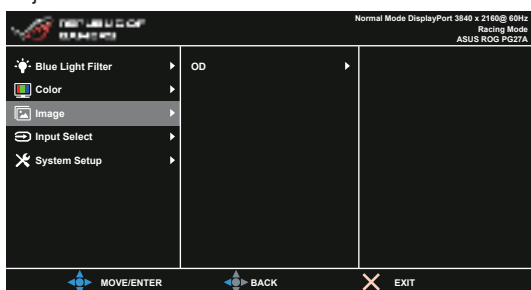 Normal Mode DisplayPort 3840 x 2160@ 60Hz
Racing Mode
ASUS ROG PG27A
Blue Light Filter
OD
Color
Image
Input Select
System Setup
MOVE/ENTER BACK EXIT